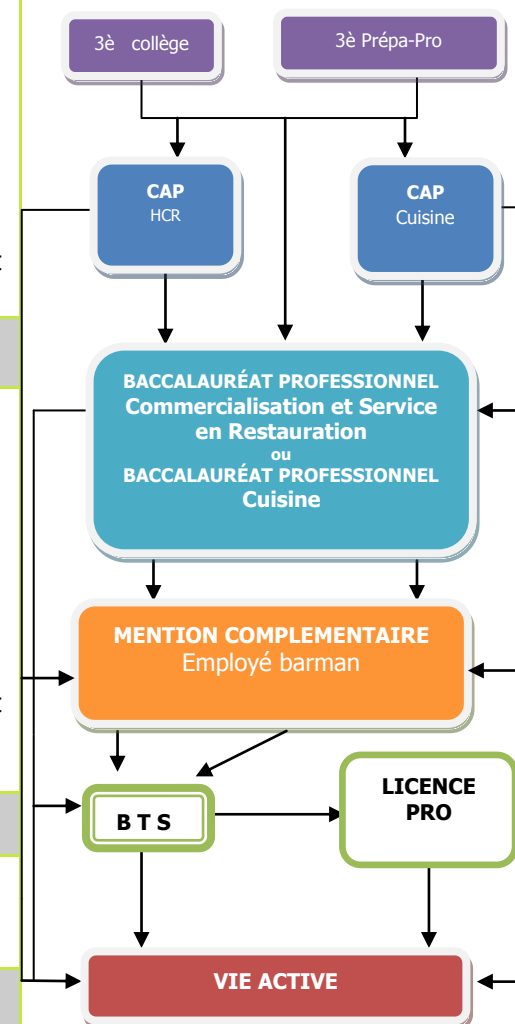 3è collège
3è Prépa-Pro
CAP
HCR
CAP
Cuisine
BACCALAURÉAT PROFESSIONNEL
Commercialisation et Service
en Restauration
ou
BACCALAURÉAT PROFESSIONNEL
Cuisine
MENTION COMPLEMENTAIRE
Employé barman
B T S
LICENCE
PRO
VIE ACTIVE